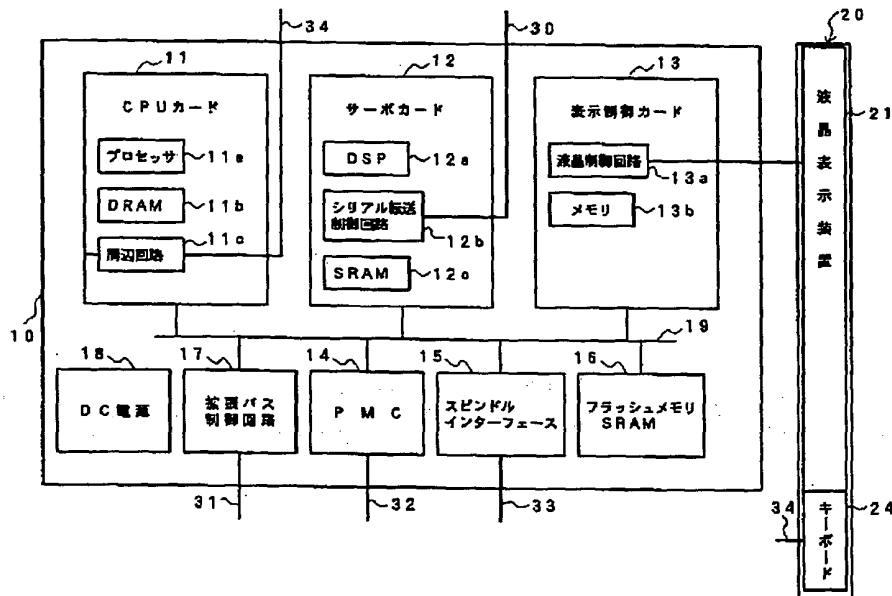 34
30
20
11
12
13
CPUカード
サーボカード
表示制御カード
液晶表示装置
21
プロセッサ
11a
DSP
12a
液晶制御回路
13a
DRAM
11b
シリアル転送
制御回路
12b
メモリ
13b
周辺回路
11c
SRAM
12c
10
19
18
17
14
15
16
DC電源
拡張バス
制御回路
PMC
スピンドル
インターフェース
フラッシュメモリ
SRAM
31
32
33
34
キーボード
24